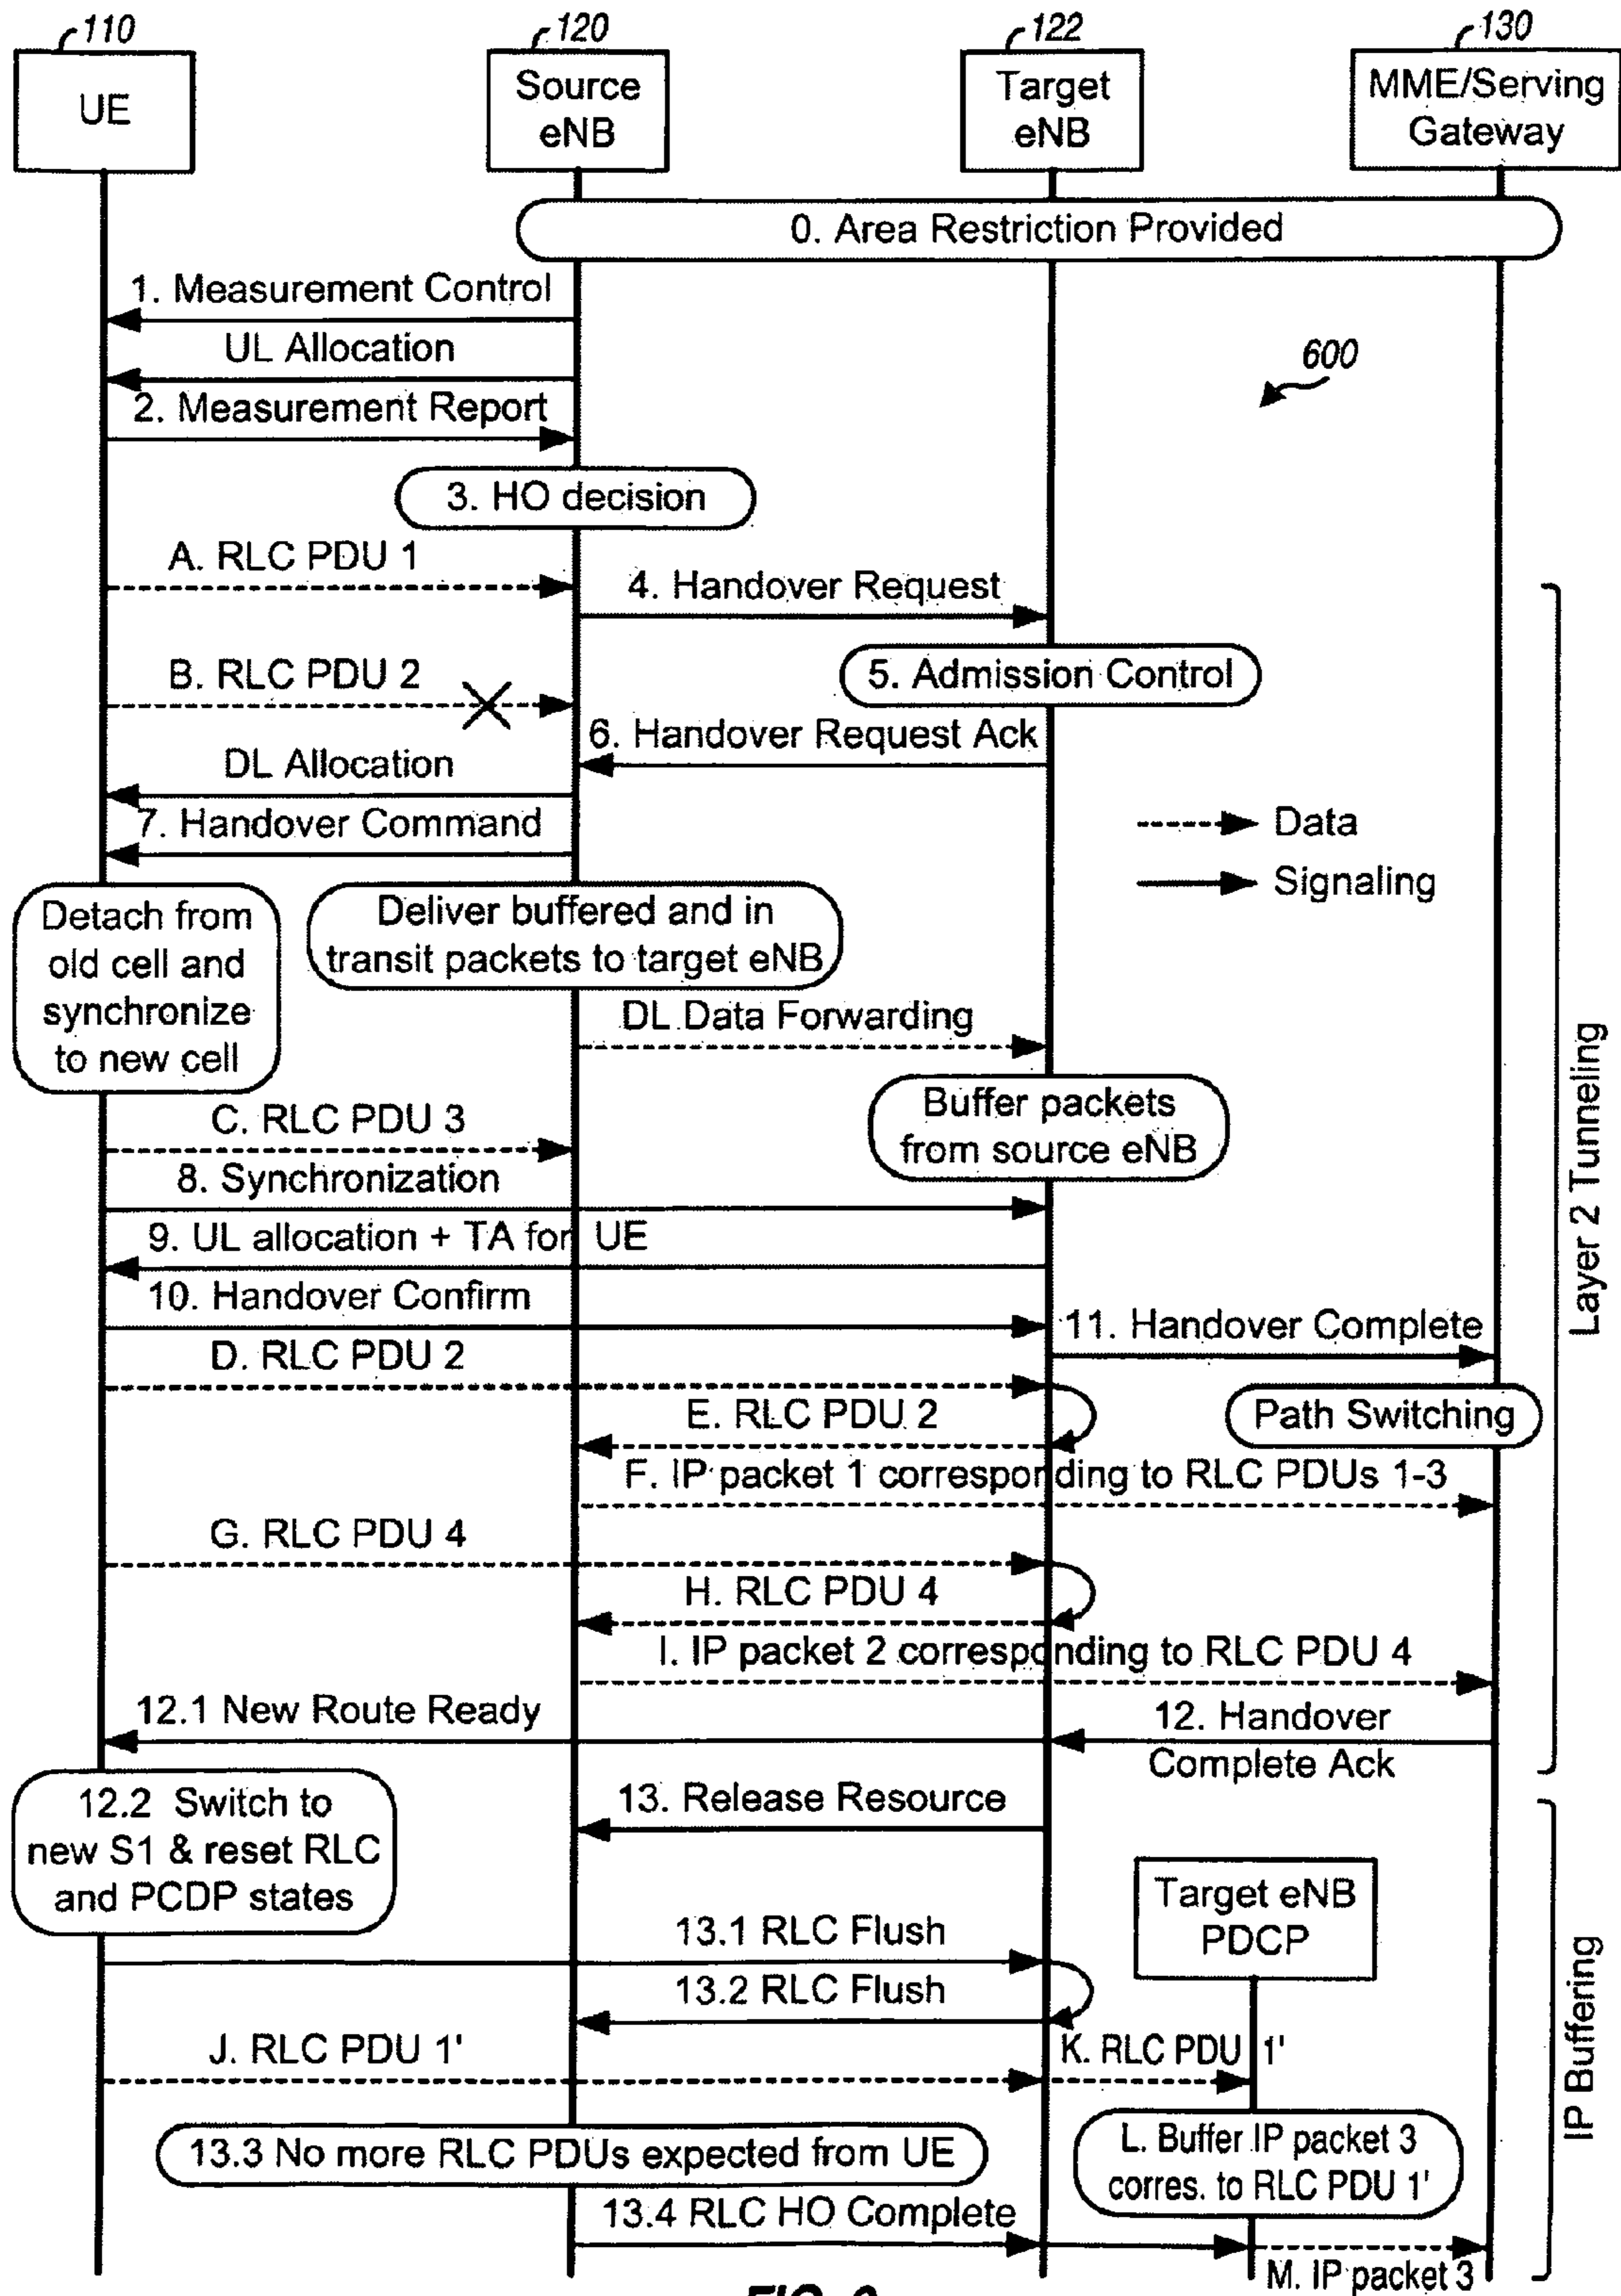 110
120
122
130
UE
Source
eNB
Target
eNB
MME/Serving
Gateway
0. Area Restriction Provided
1. Measurement Control
UL Allocation
600
2. Measurement Report
3. HO decision
A. RLC PDU 1
4. Handover Request
B. RLC PDU 2
5. Admission Control
6. Handover Request Ack
DL Allocation
7. Handover Command
Data
Signaling
Detach from
old cell and
synchronize
to new cell
Deliver buffered and in
transit packets to target eNB
DL Data Forwarding
Buffer packets
from source eNB
Layer 2 Tunneling
C. RLC PDU 3
8. Synchronization
9. UL allocation + TA for UE
10. Handover Confirm
11. Handover Complete
D. RLC PDU 2
E. RLC PDU 2
Path Switching
F. IP packet 1 corresponding to RLC PDUs 1-3
G. RLC PDU 4
H. RLC PDU 4
I. IP packet 2 corresponding to RLC PDU 4
12.1 New Route Ready
12. Handover
Complete Ack
12.2 Switch to
new S1 & reset RLC
and PCDP states
13. Release Resource
Target eNB
PDCP
13.1 RLC Flush
13.2 RLC Flush
IP Buffering
J. RLC PDU 1'
K. RLC PDU 1'
13.3 No more RLC PDUs expected from UE
L. Buffer IP packet 3
corres. to RLC PDU 1'
13.4 RLC HO Complete
M. IP packet 3